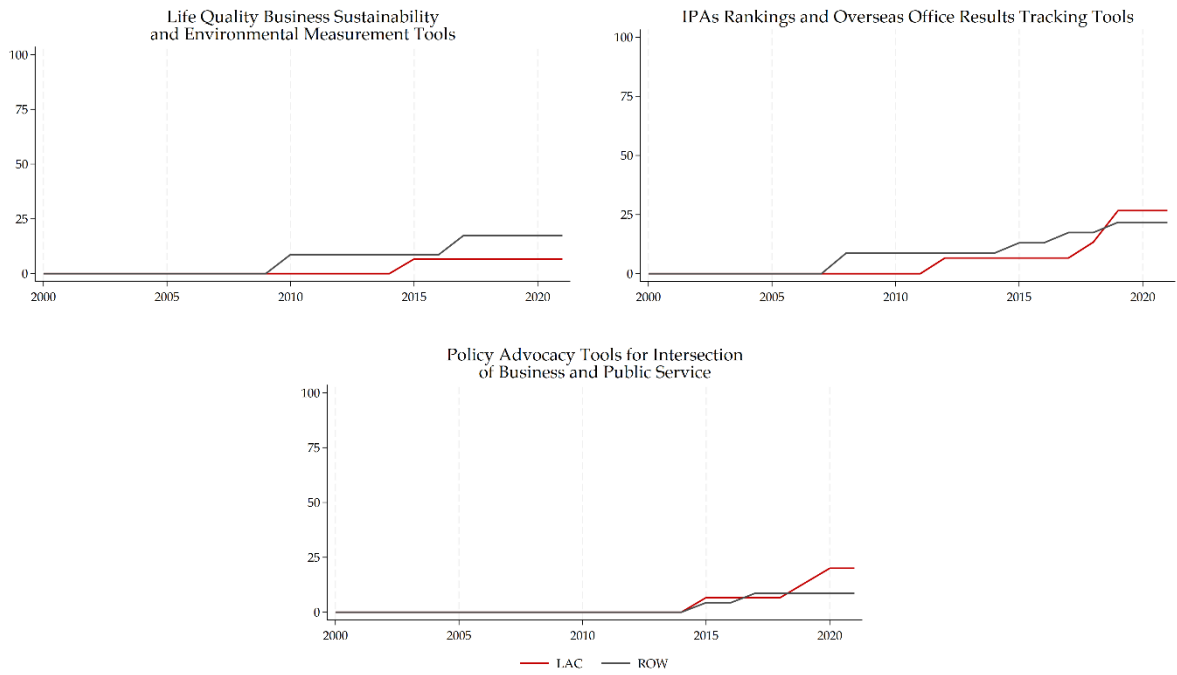 Life Quality Business Sustainability
and Environmental Measurement Tools
100
75
50
25
0
2000 2005 2010 2015 2020
IPAs Rankings and Overseas Office Results Tracking Tools
100
75
50
25
0
2000 2005 2010 2015 2020
Policy Advocacy Tools for Intersection
of Business and Public Service
100
75
50
25
0
2000 2005 2010 2015 2020
LAC ROW